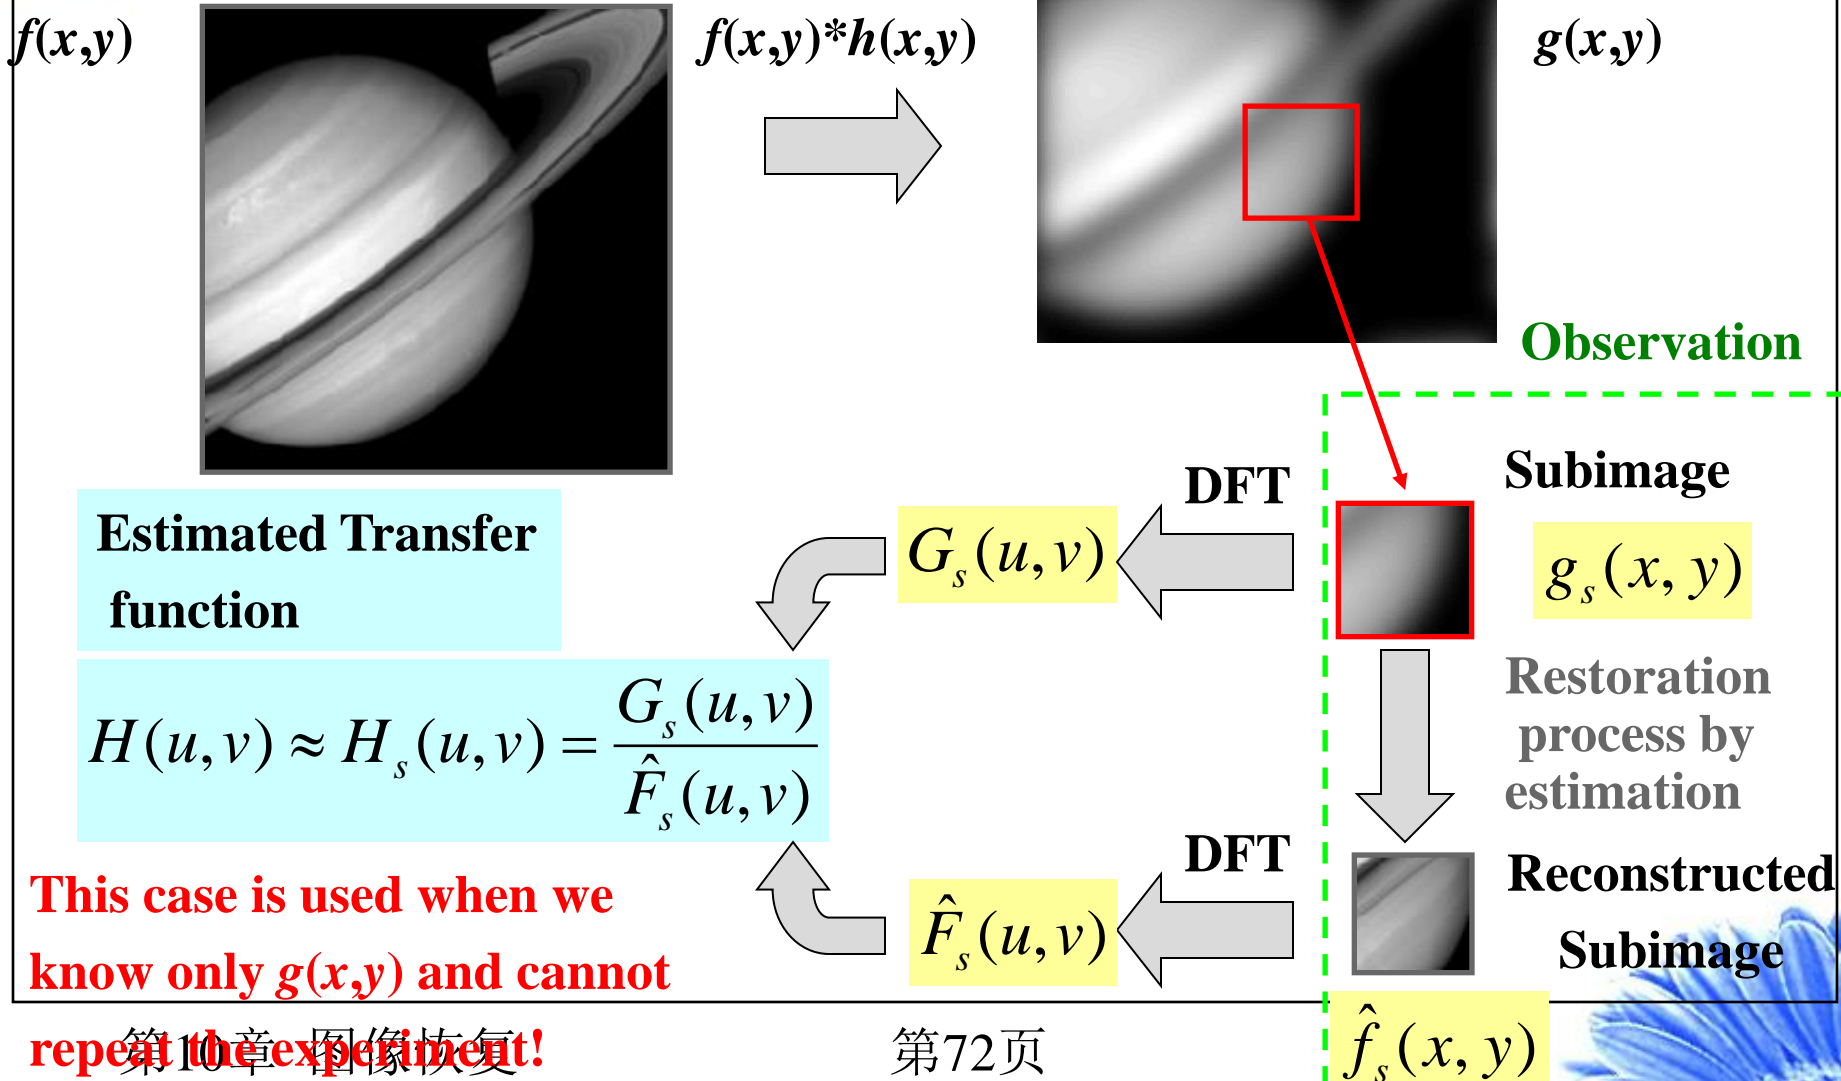 f(x,y)
f(x,y)*h(x,y)
g(x,y)
Observation
DFT
Subimage
G_s(u,v)
g_s(x,y)
Estimated Transfer
function
Restoration
process by
estimation
H(u,v) ≈ H_s(u,v) = G_s(u,v) / F̂_s(u,v)
DFT
Reconstructed
Subimage
F̂_s(u,v)
f̂_s(x,y)
This case is used when we
know only g(x,y) and cannot
repeat the experiment!
第10章 图像恢复
第72页